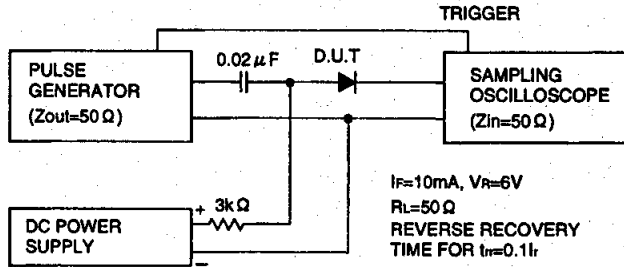 TRIGGER
PULSE
GENERATOR
(Zout=50Ω)
0.02μF
D.U.T
SAMPLING
OSCILLOSCOPE
(Zin=50Ω)
DC POWER
SUPPLY
+
3kΩ
−
IF=10mA, VR=6V
RL=50Ω
REVERSE RECOVERY
TIME FOR trr=0.1Ir